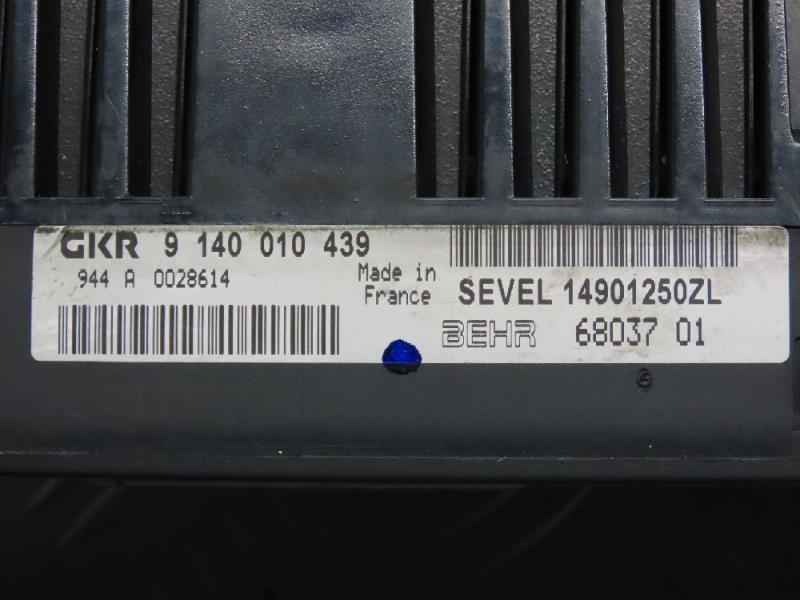 GKR 9 140 010 439
944 A 0028614
Made in
France
SEVEL 14901250ZL
BEHR 68037 01